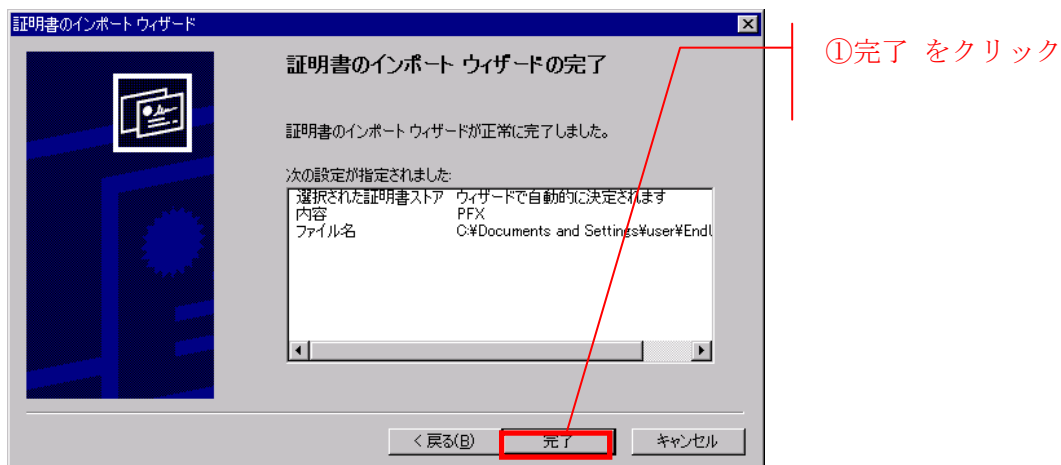 証明書のインポート ウィザード
①完了 をクリック
証明書のインポート ウィザードの完了
証明書のインポート ウィザードが正常に完了しました。
次の設定が指定されました:
選択された証明書ストア ウィザードで自動的に決定されます
内容 PFX
ファイル名 C:¥Documents and Settings¥user¥EndU
< 戻る(B) 完了 キャンセル